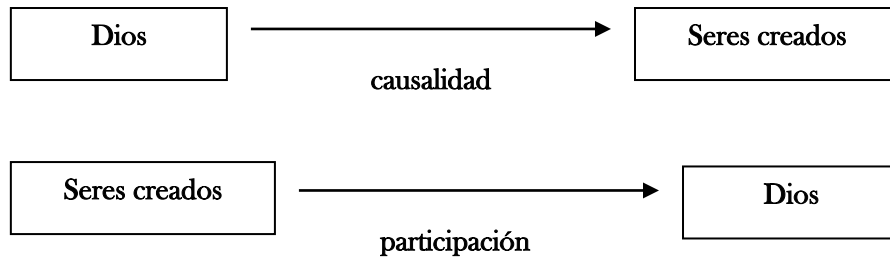 Dios
Seres creados
causalidad
Seres creados
Dios
participación